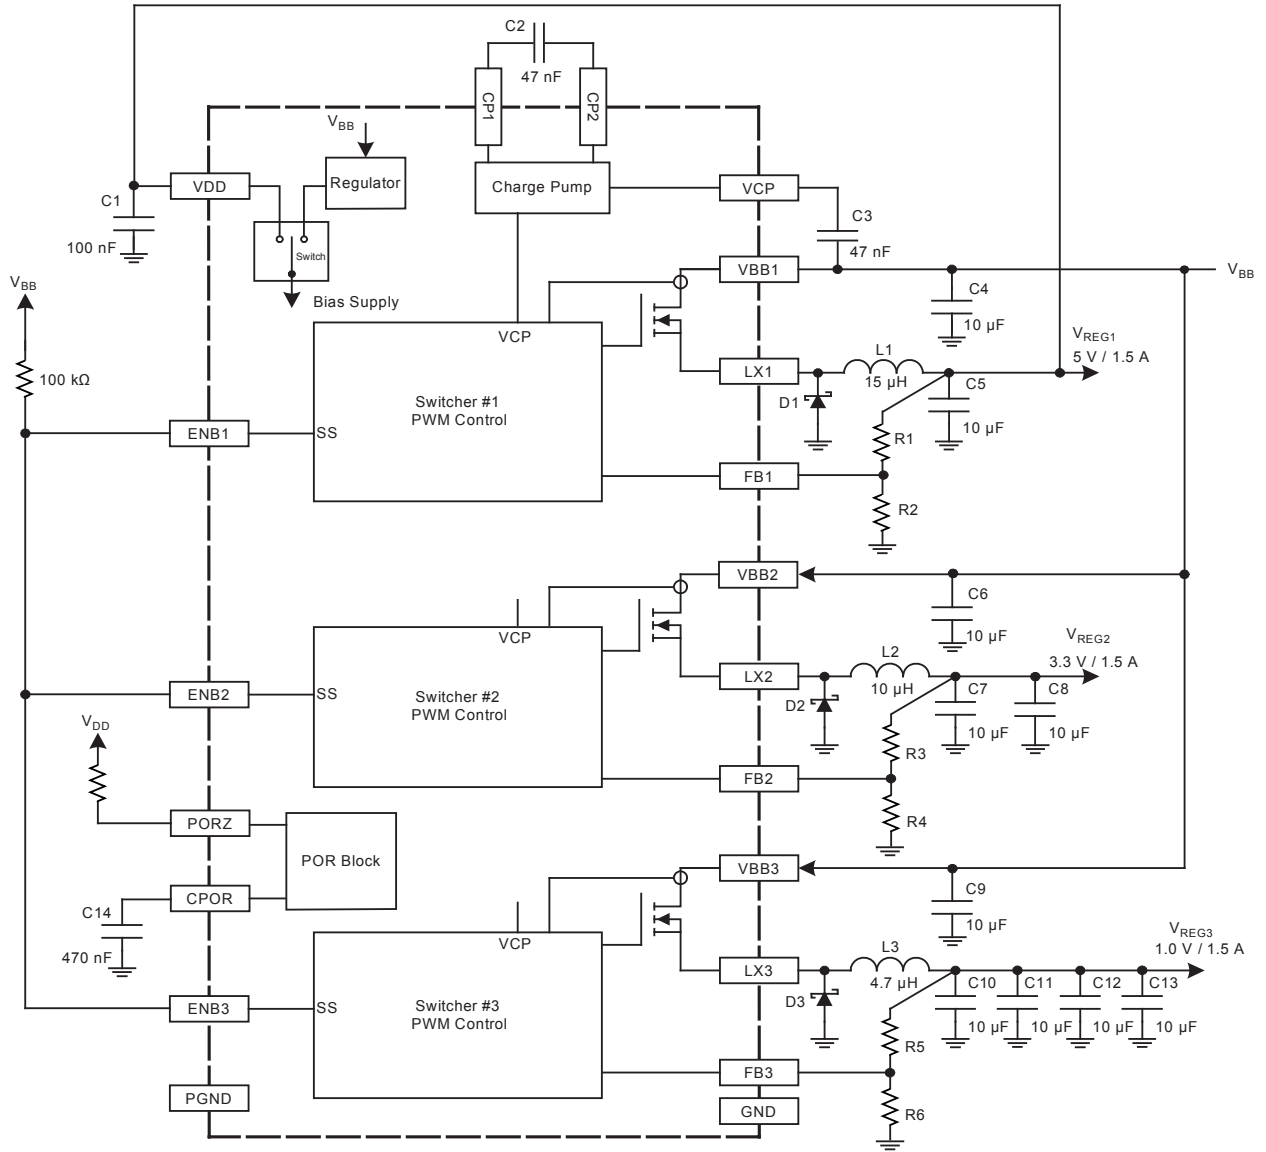 C2
47 nF
CP1
CP2
VBB
VDD
Regulator
Charge Pump
VCP
C1
100 nF
Switch
C3
47 nF
VBB
Bias Supply
VBB1
VBB
C4
10 µF
VCP
100 kΩ
Switcher #1
PWM Control
LX1
L1
15 µH
VREG1
5 V / 1.5 A
D1
C5
10 µF
ENB1
SS
R1
FB1
R2
VBB2
C6
10 µF
VCP
VREG2
3.3 V / 1.5 A
ENB2
SS
Switcher #2
PWM Control
LX2
L2
10 µH
D2
C7
10 µF
C8
10 µF
VDD
R3
FB2
R4
PORZ
POR Block
CPOR
C14
470 nF
VBB3
C9
10 µF
VCP
VREG3
1.0 V / 1.5 A
LX3
L3
4.7 µH
D3
C10
C11
C12
C13
10 µF
10 µF
10 µF
10 µF
ENB3
SS
Switcher #3
PWM Control
R5
FB3
R6
PGND
GND